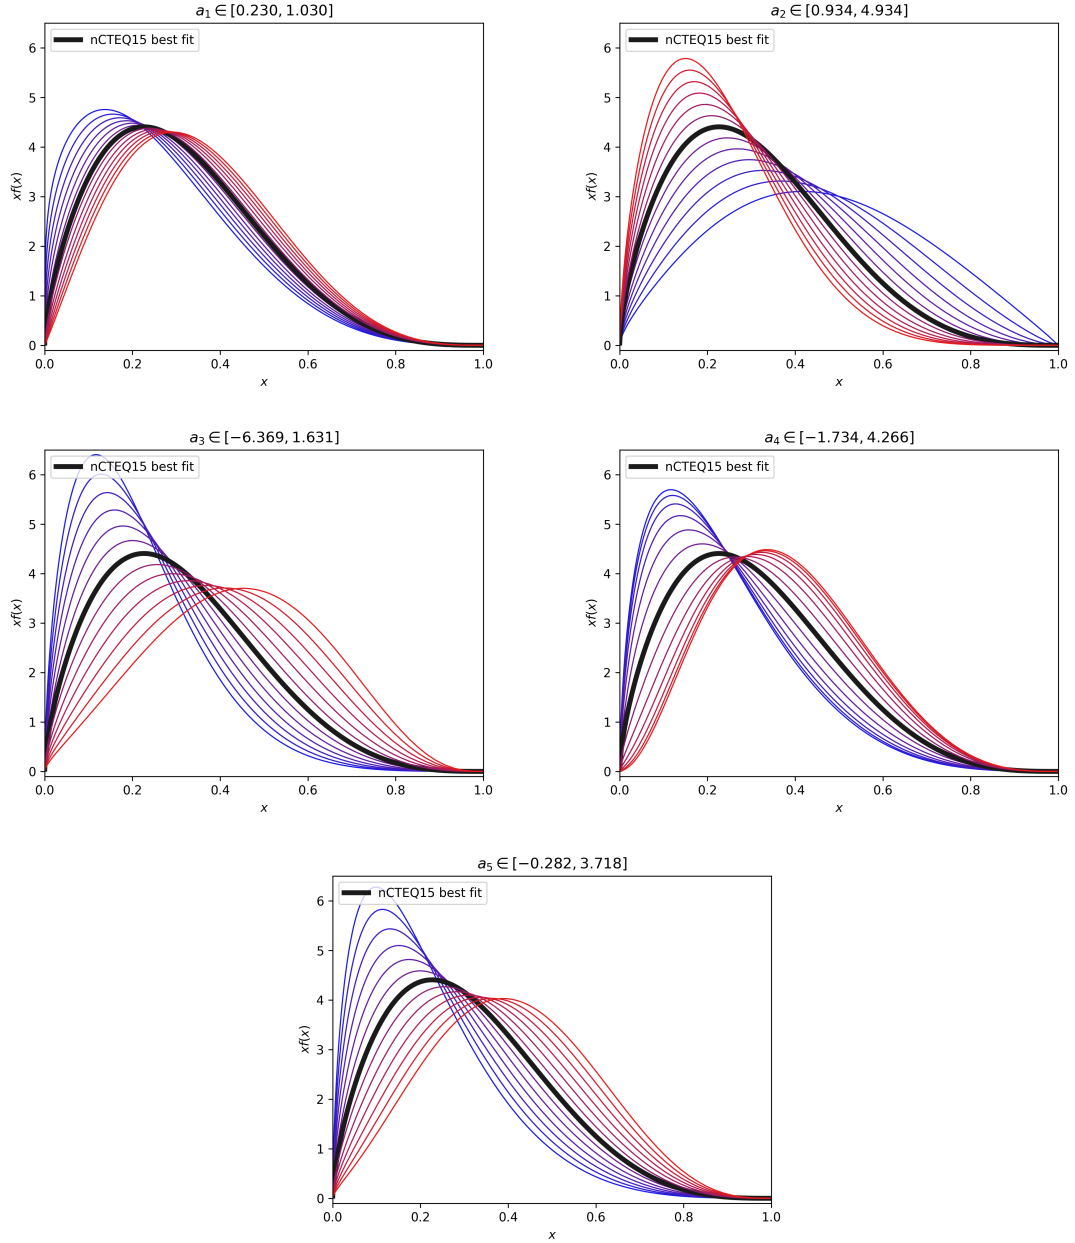 a₁ ∈ [0.230, 1.030]
nCTEQ15 best fit
xf(x)
6
5
4
3
2
1
0
0.0 0.2 0.4 0.6 0.8 1.0
x
a₂ ∈ [0.934, 4.934]
nCTEQ15 best fit
xf(x)
6
5
4
3
2
1
0
0.0 0.2 0.4 0.6 0.8 1.0
x
a₃ ∈ [−6.369, 1.631]
nCTEQ15 best fit
xf(x)
6
5
4
3
2
1
0
0.0 0.2 0.4 0.6 0.8 1.0
x
a₄ ∈ [−1.734, 4.266]
nCTEQ15 best fit
xf(x)
6
5
4
3
2
1
0
0.0 0.2 0.4 0.6 0.8 1.0
x
a₅ ∈ [−0.282, 3.718]
nCTEQ15 best fit
xf(x)
6
5
4
3
2
1
0
0.0 0.2 0.4 0.6 0.8 1.0
x